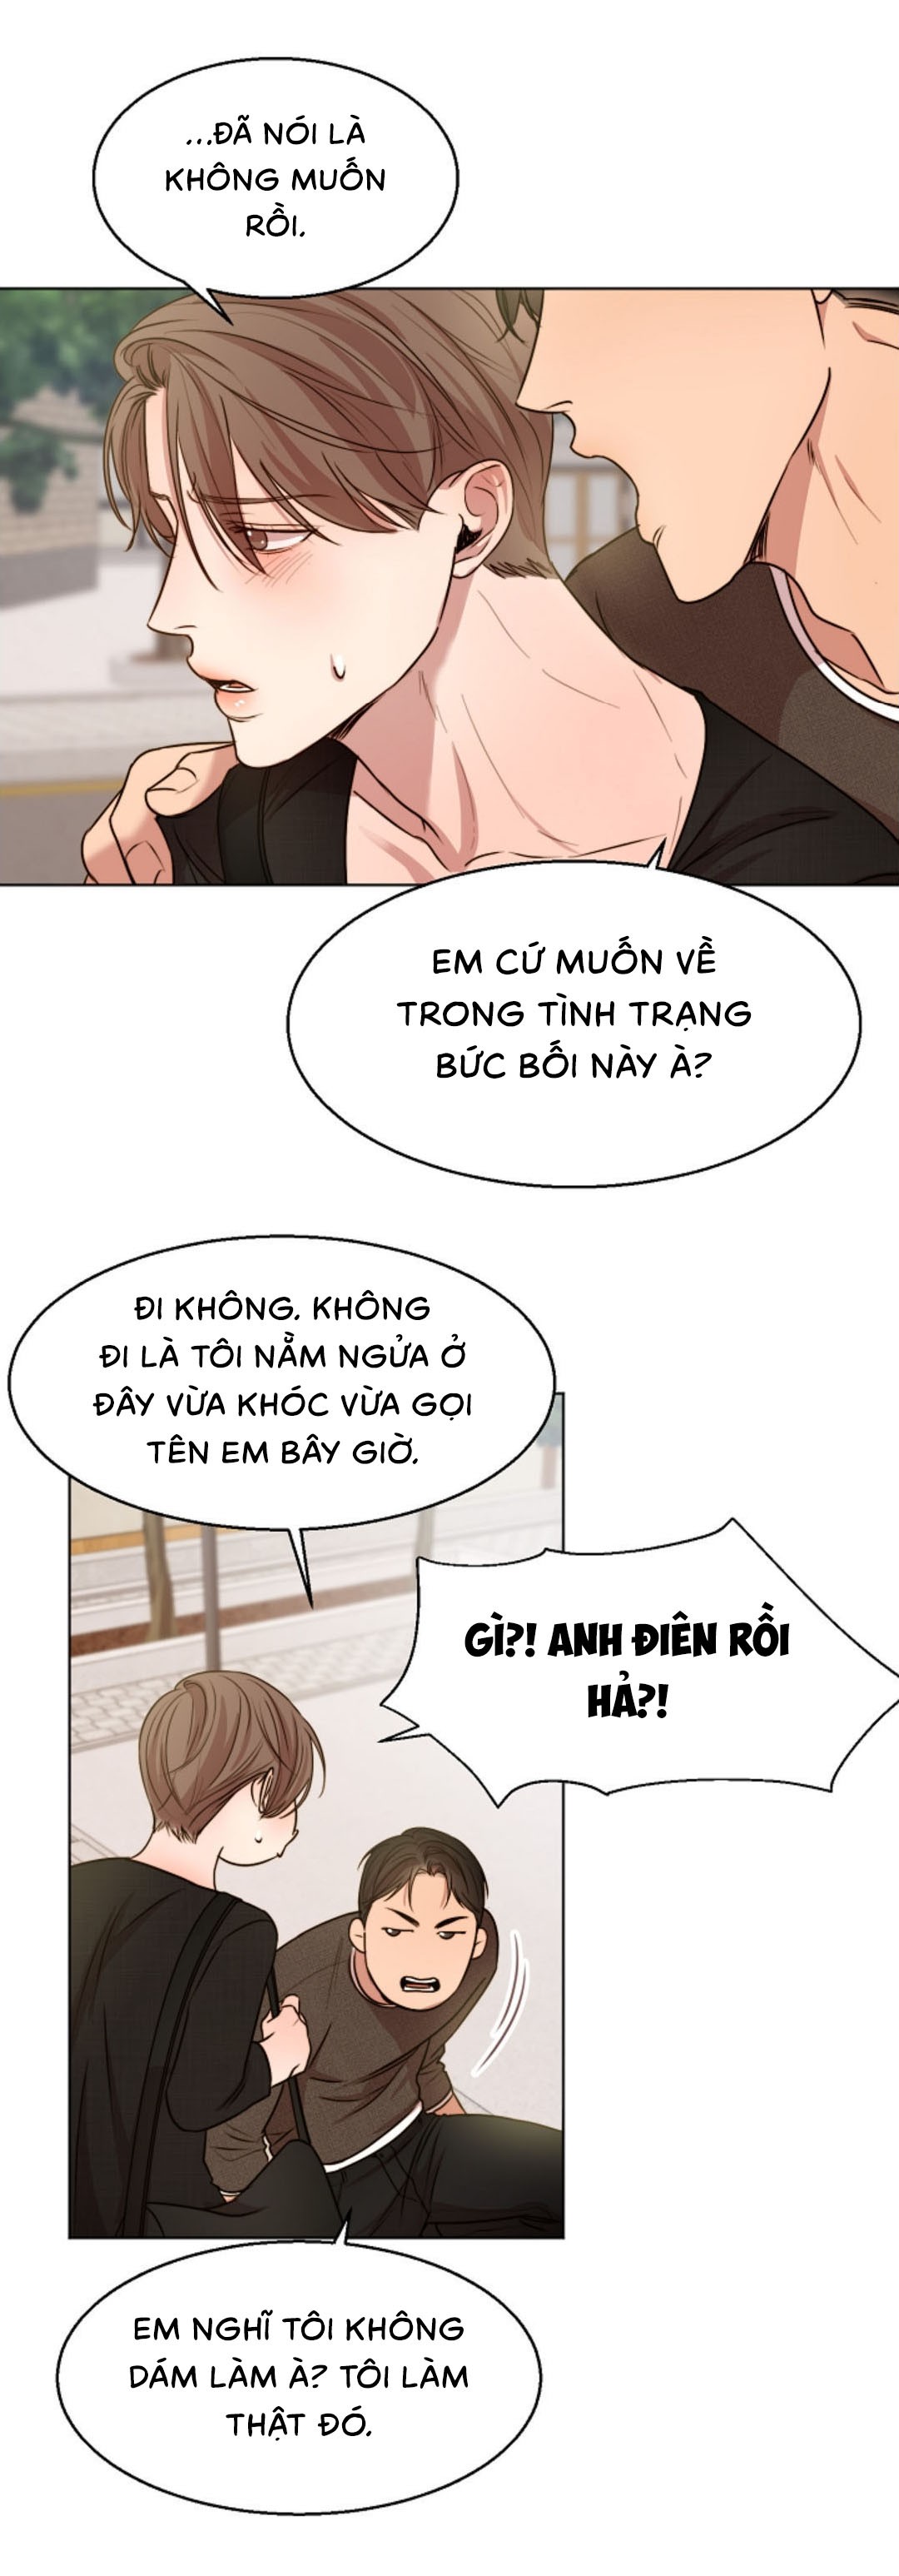 ...ĐÃ NÓI LÀ
KHÔNG MUỐN
RỒI.
EM CỨ MUỐN VỀ
TRONG TÌNH TRẠNG
BỨC BỐI NÀY À?
ĐI KHÔNG. KHÔNG
ĐI LÀ TÔI NẰM NGỬA Ở
ĐÂY VỪA KHÓC VỪA GỌI
TÊN EM BÂY GIỜ.
GÌ?! ANH ĐIÊN RỒI
HẢ?!
EM NGHĨ TÔI KHÔNG
DÁM LÀM À? TÔI LÀM
THẬT ĐÓ.